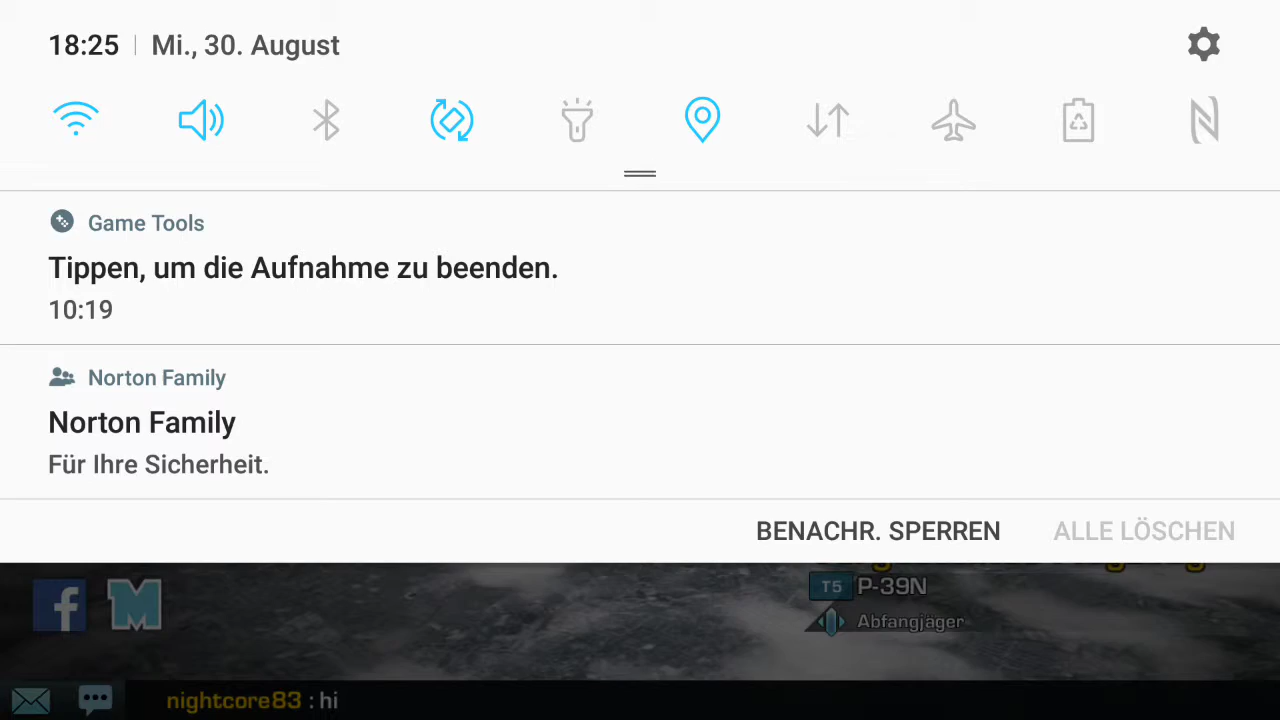 18:25 | Mi., 30. August
Game Tools
Tippen, um die Aufnahme zu beenden.
10:19
Norton Family
Norton Family
Für Ihre Sicherheit.
BENACHR. SPERREN ALLE LÖSCHEN
T5 P-39N
Abfangjäger
nightcore83 : hi